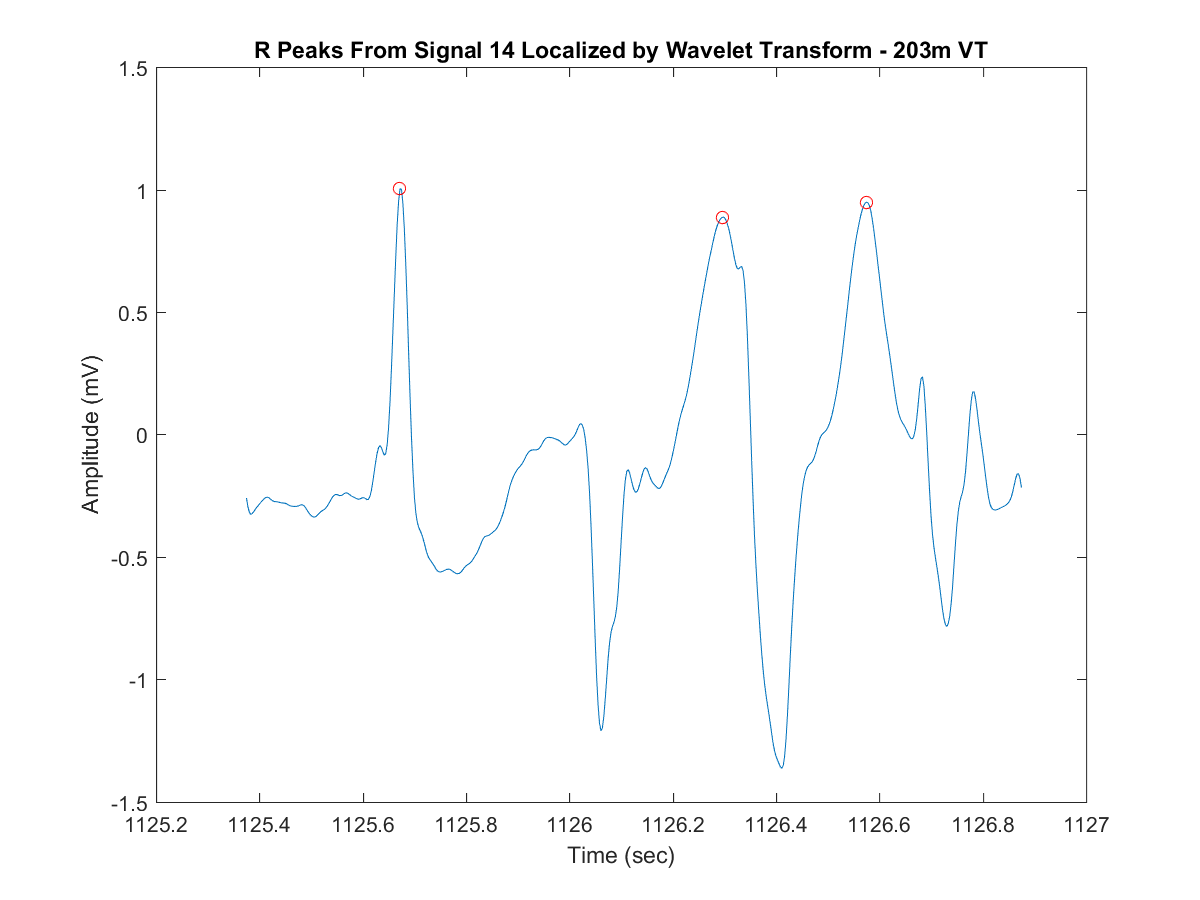 R Peaks From Signal 14 Localized by Wavelet Transform - 203m VT
1.5
1
0.5
0
-0.5
-1
-1.5
Amplitude (mV)
1125.2 1125.4 1125.6 1125.8 1126 1126.2 1126.4 1126.6 1126.8 1127
Time (sec)